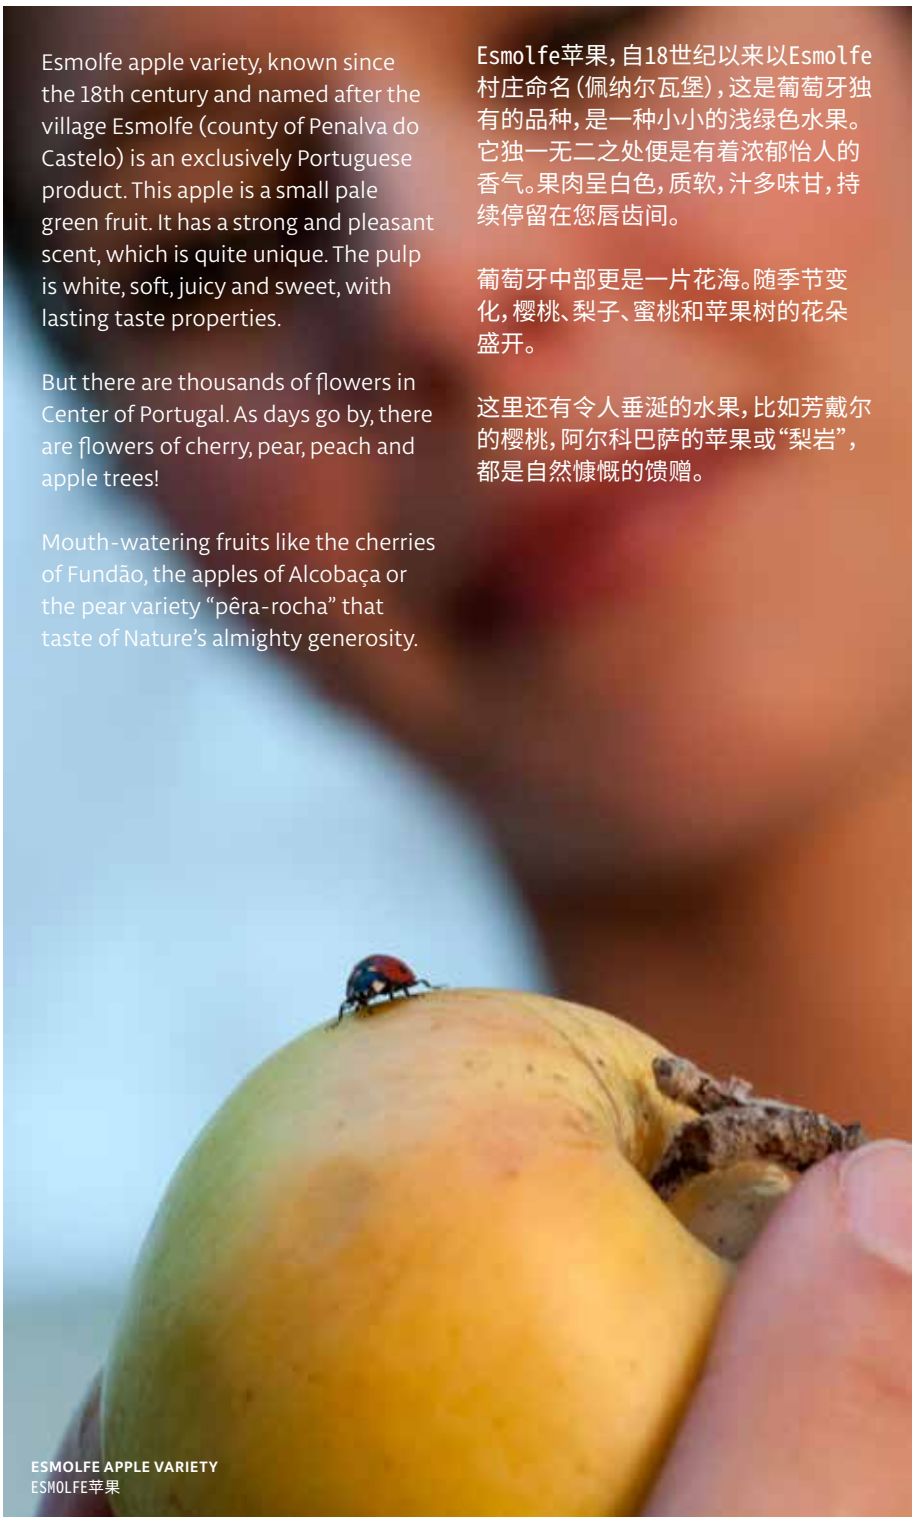 Esmolfe apple variety, known since
the 18th century and named after the
village Esmolfe (county of Penalva do
Castelo) is an exclusively Portuguese
product. This apple is a small pale
green fruit. It has a strong and pleasant
scent, which is quite unique. The pulp
is white, soft, juicy and sweet, with
lasting taste properties.
But there are thousands of flowers in
Center of Portugal. As days go by, there
are flowers of cherry, pear, peach and
apple trees!
Mouth-watering fruits like the cherries
of Fundão, the apples of Alcobaça or
the pear variety “pêra-rocha” that
taste of Nature’s almighty generosity.
Esmolfe苹果，自18世纪以来以Esmolfe
村庄命名（佩纳尔瓦堡），这是葡萄牙独
有的品种，是一种小小的浅绿色水果。
它独一无二之处便是有着浓郁怡人的
香气。果肉呈白色，质软，汁多味甘，持
续停留在您唇齿间。
葡萄牙中部更是一片花海。随季节变
化，樱桃、梨子、蜜桃和苹果树的花朵
盛开。
这里还有令人垂涎的水果，比如芳戴尔
的樱桃，阿尔科巴萨的苹果或“梨岩”，
都是自然慷慨的馈赠。
ESMOLFE APPLE VARIETY
ESMOLFE苹果